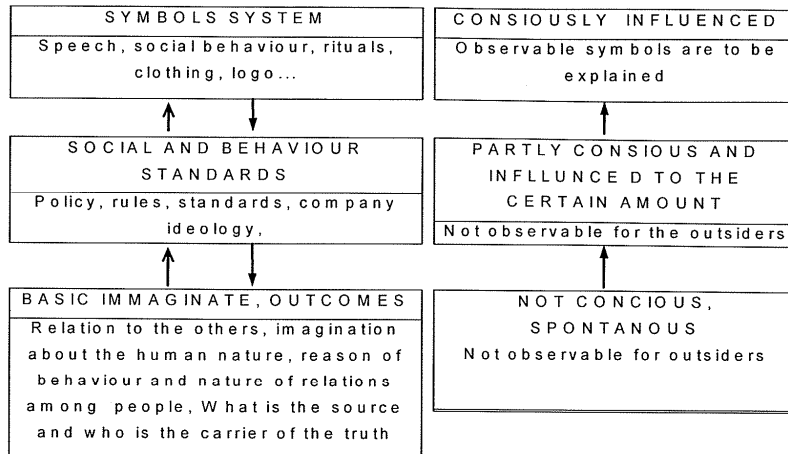 SYMBOLS SYSTEM
Speech, social behaviour, rituals,
clothing, logo...
SOCIAL AND BEHAVIOUR
STANDARDS
Policy, rules, standards, company
ideology,
BASIC IMMAGINATE, OUTCOMES
Relation to the others, imagination
about the human nature, reason of
behaviour and nature of relations
among people, What is the source
and who is the carrier of the truth
CONSIOUSLY INFLUENCED
Observable symbols are to be
explained
PARTLY CONSIOUS AND
INFLLUNCE D TO THE
CERTAIN AMOUNT
Not observable for the outsiders
NOT CONCIOUS,
SPONTANOUS
Not observable for outsiders